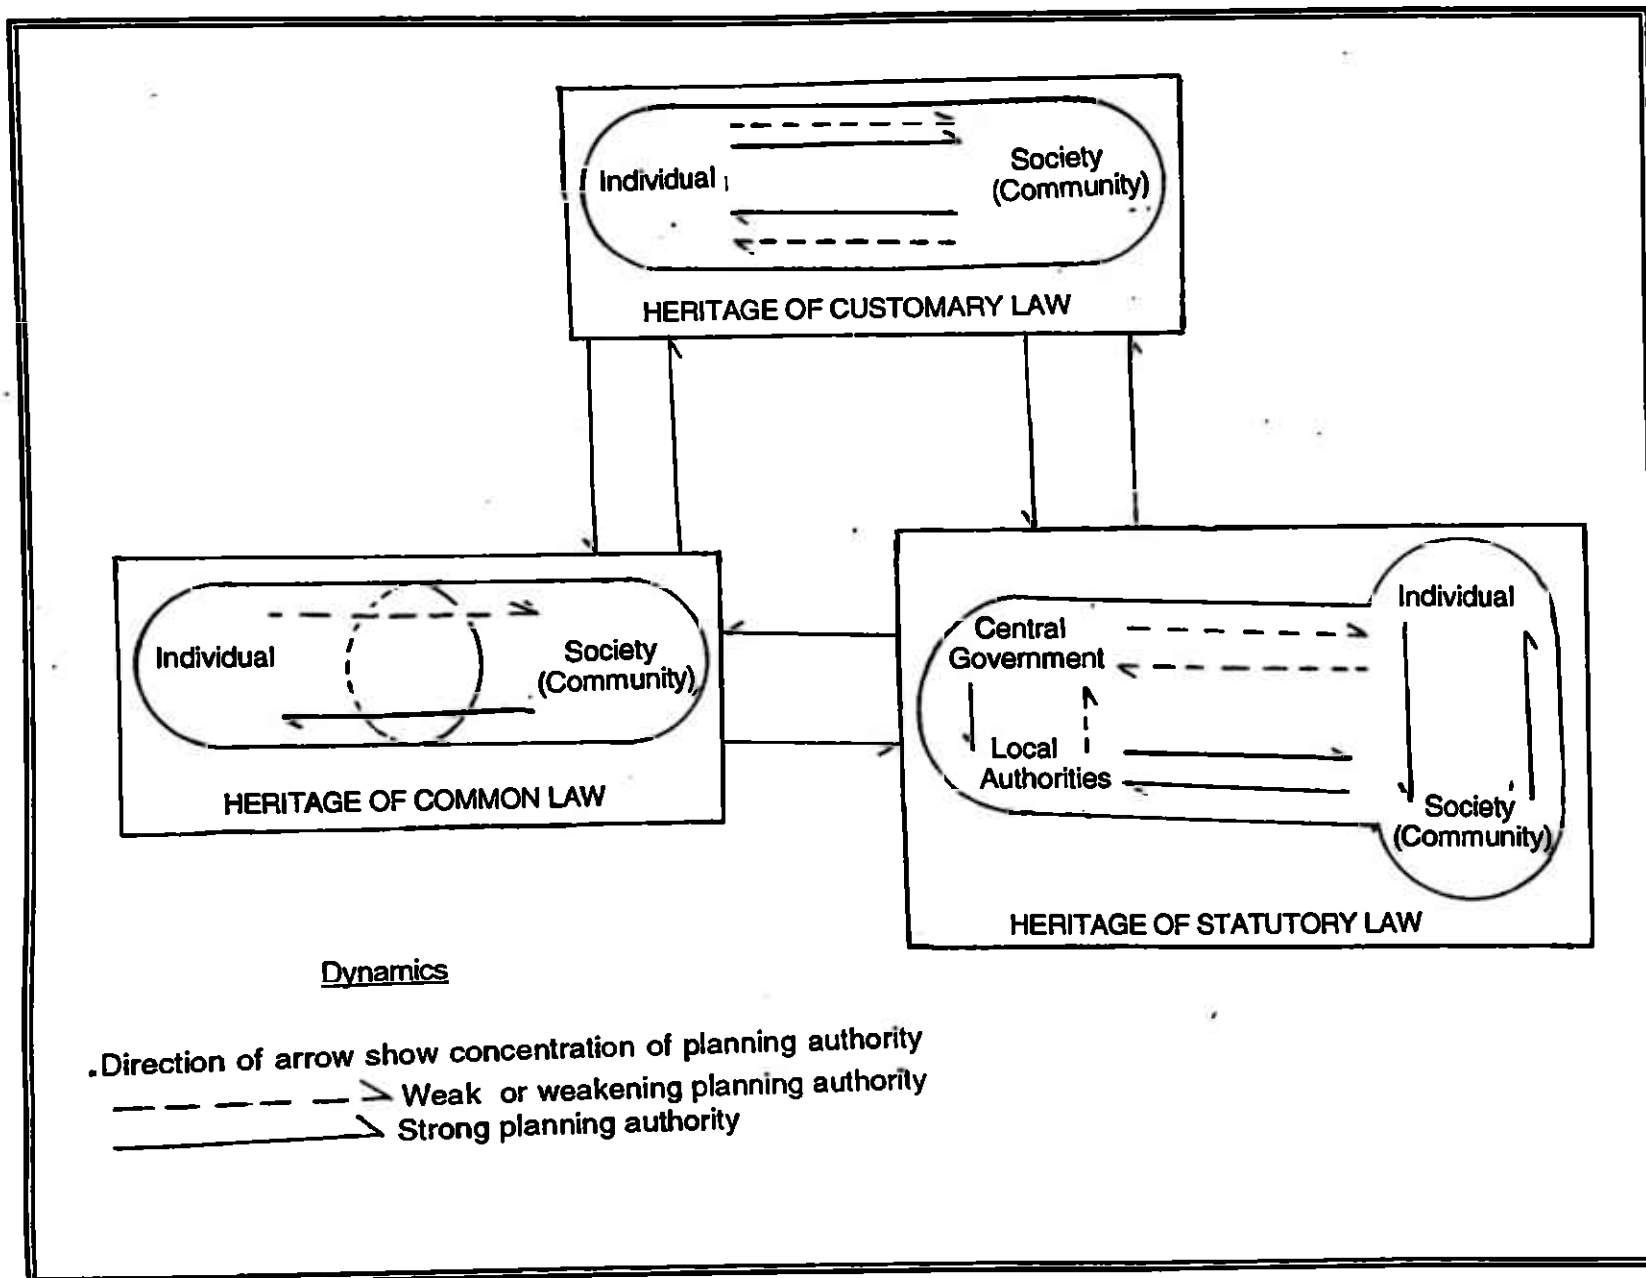 Individual
Society
(Community)
HERITAGE OF CUSTOMARY LAW
Individual
Society
(Community)
HERITAGE OF COMMON LAW
Individual
Central
Government
Local
Authorities
Society
(Community)
HERITAGE OF STATUTORY LAW
Dynamics
.Direction of arrow show concentration of planning authority
Weak or weakening planning authority
Strong planning authority